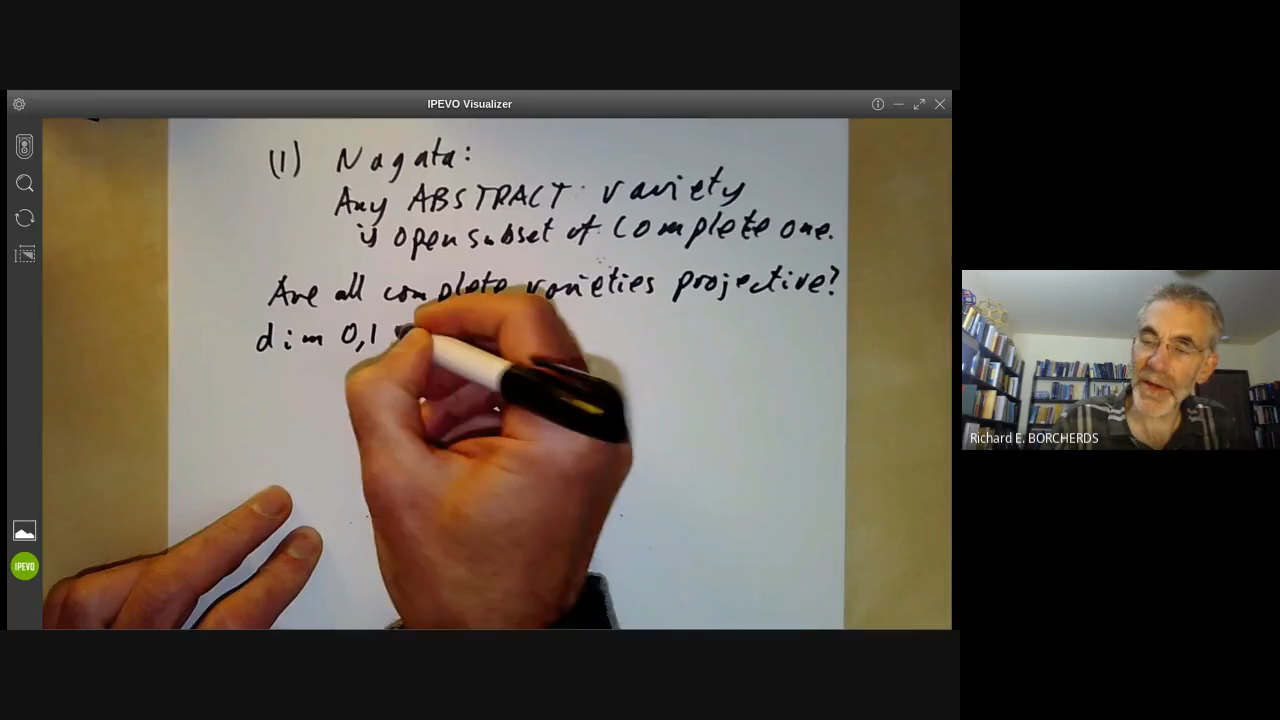 IPEVO Visualizer
(1) Nagata:
Any ABSTRACT variety
is open subset of complete one.
Are all complete varieties projective?
dim 0,1
IPEVO
Richard E. BORCHERDS